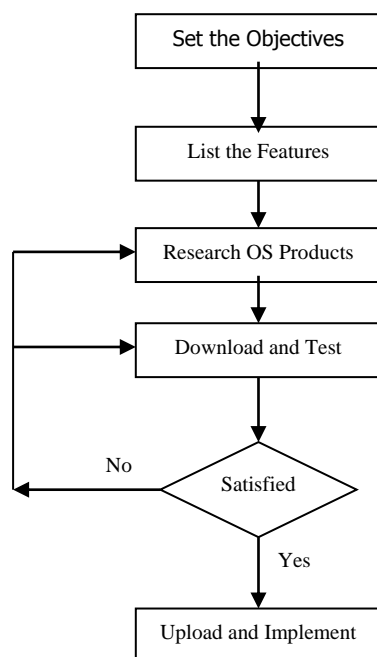 Set the Objectives
List the Features
Research OS Products
Download and Test
No
Satisfied
Yes
Upload and Implement